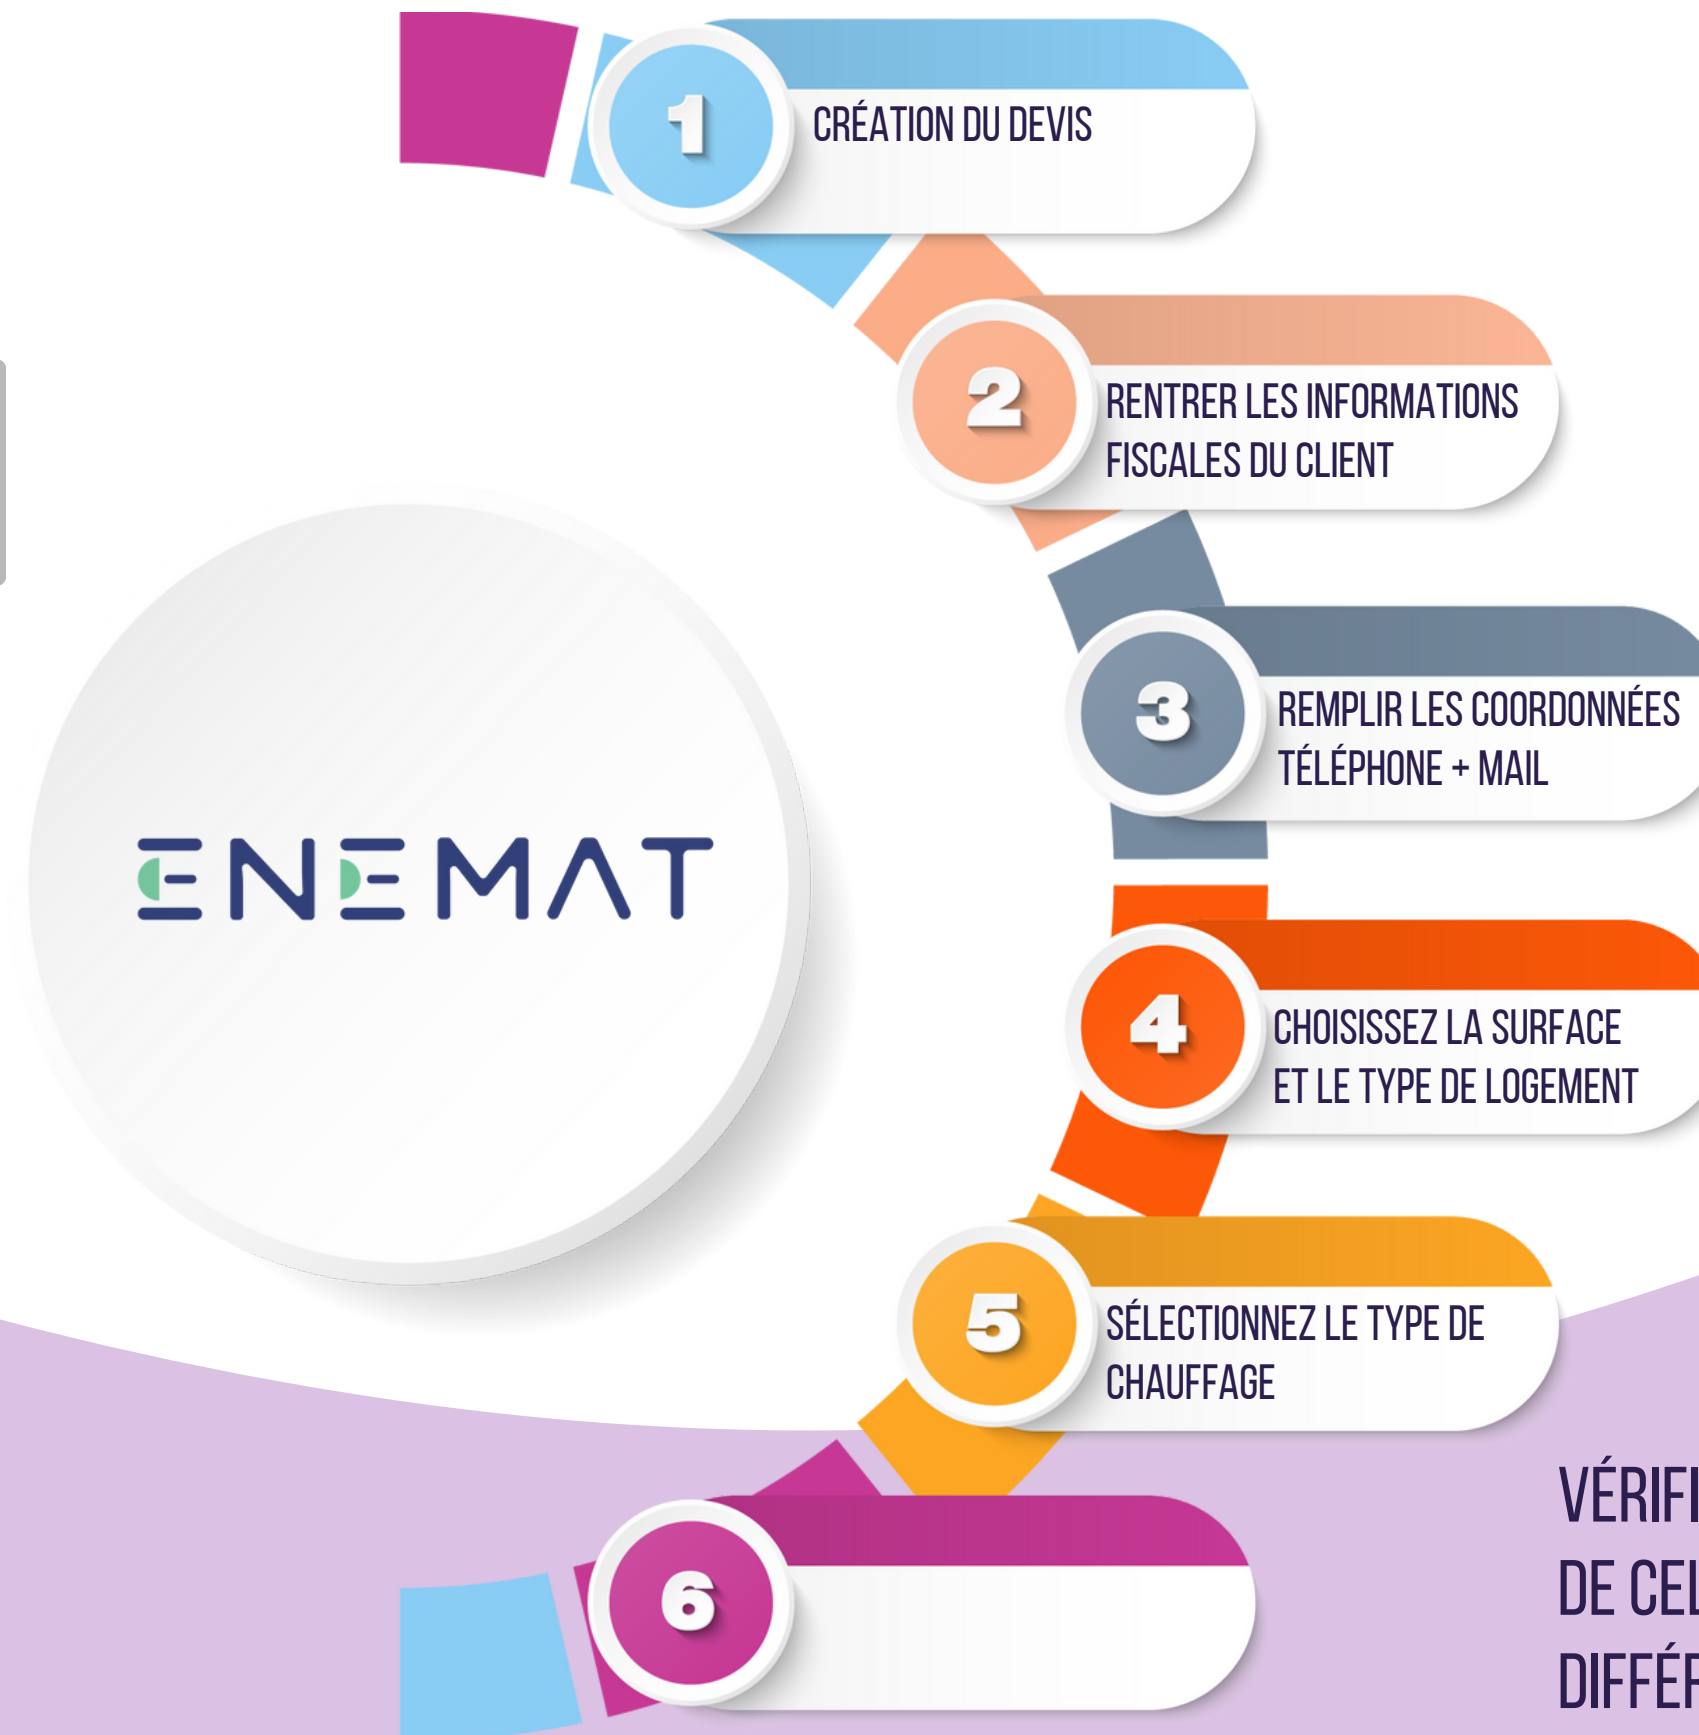 1
CRÉATION DU DEVIS
2
RENTRER LES INFORMATIONS
FISCALES DU CLIENT
3
REMPLIR LES COORDONNÉES
TÉLÉPHONE + MAIL
ENEMAT
4
CHOISISSEZ LA SURFACE
ET LE TYPE DE LOGEMENT
5
SÉLECTIONNEZ LE TYPE DE
CHAUFFAGE
6
DE